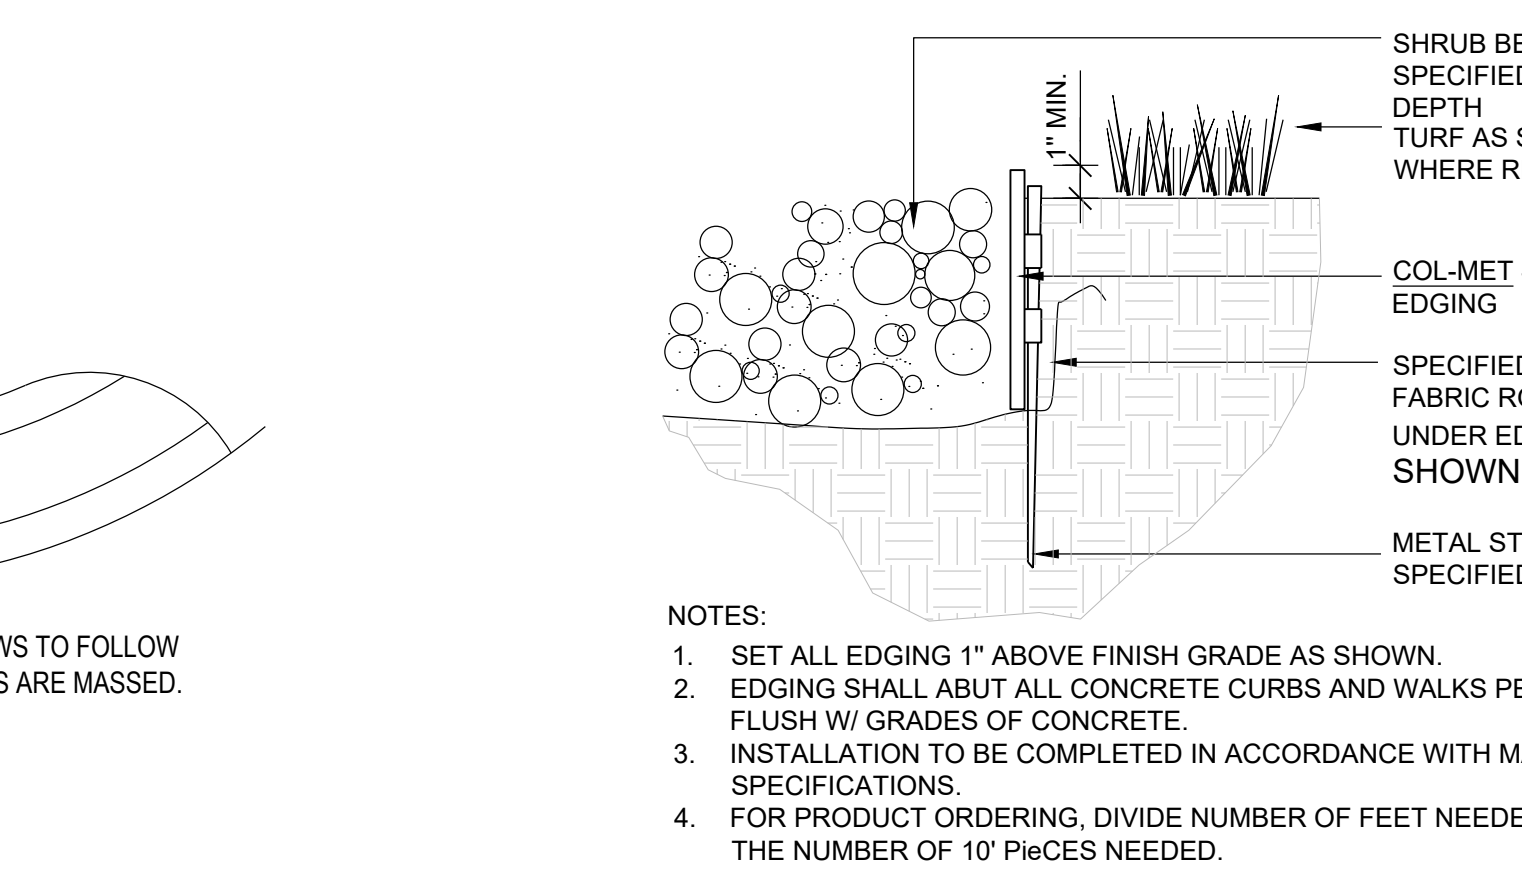 WS TO FOLLOW
S ARE MASSED.
1" MIN.
SHRUB BE
SPECIFIED
DEPTH
TURF AS S
WHERE R
COL-MET
EDGING
SPECIFIED
FABRIC RO
UNDER ED
SHOWN
METAL ST
SPECIFIED
NOTES:
1. SET ALL EDGING 1" ABOVE FINISH GRADE AS SHOWN.
2. EDGING SHALL ABUT ALL CONCRETE CURBS AND WALKS PE
FLUSH W/ GRADES OF CONCRETE.
3. INSTALLATION TO BE COMPLETED IN ACCORDANCE WITH MA
SPECIFICATIONS.
4. FOR PRODUCT ORDERING, DIVIDE NUMBER OF FEET NEEDE
THE NUMBER OF 10' PieCES NEEDED.